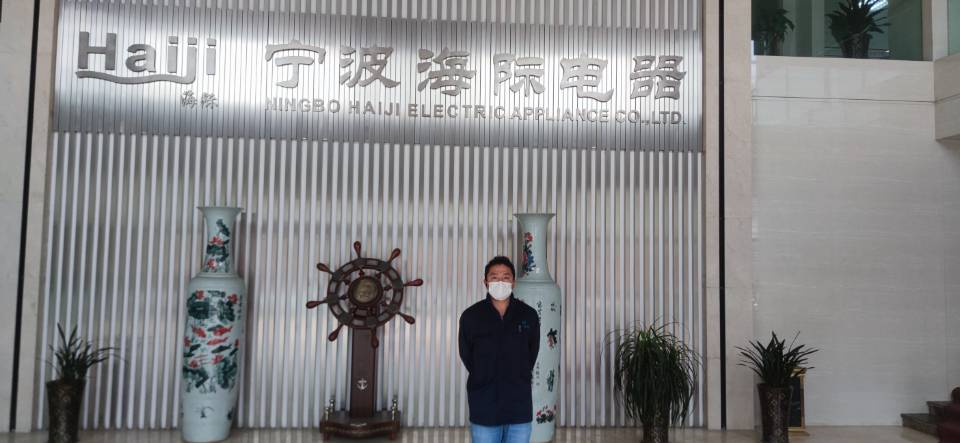 Haiji
海际
宁波海际电器
NINGBO HAIJI ELECTRIC APPLIANCE CO.,LTD.